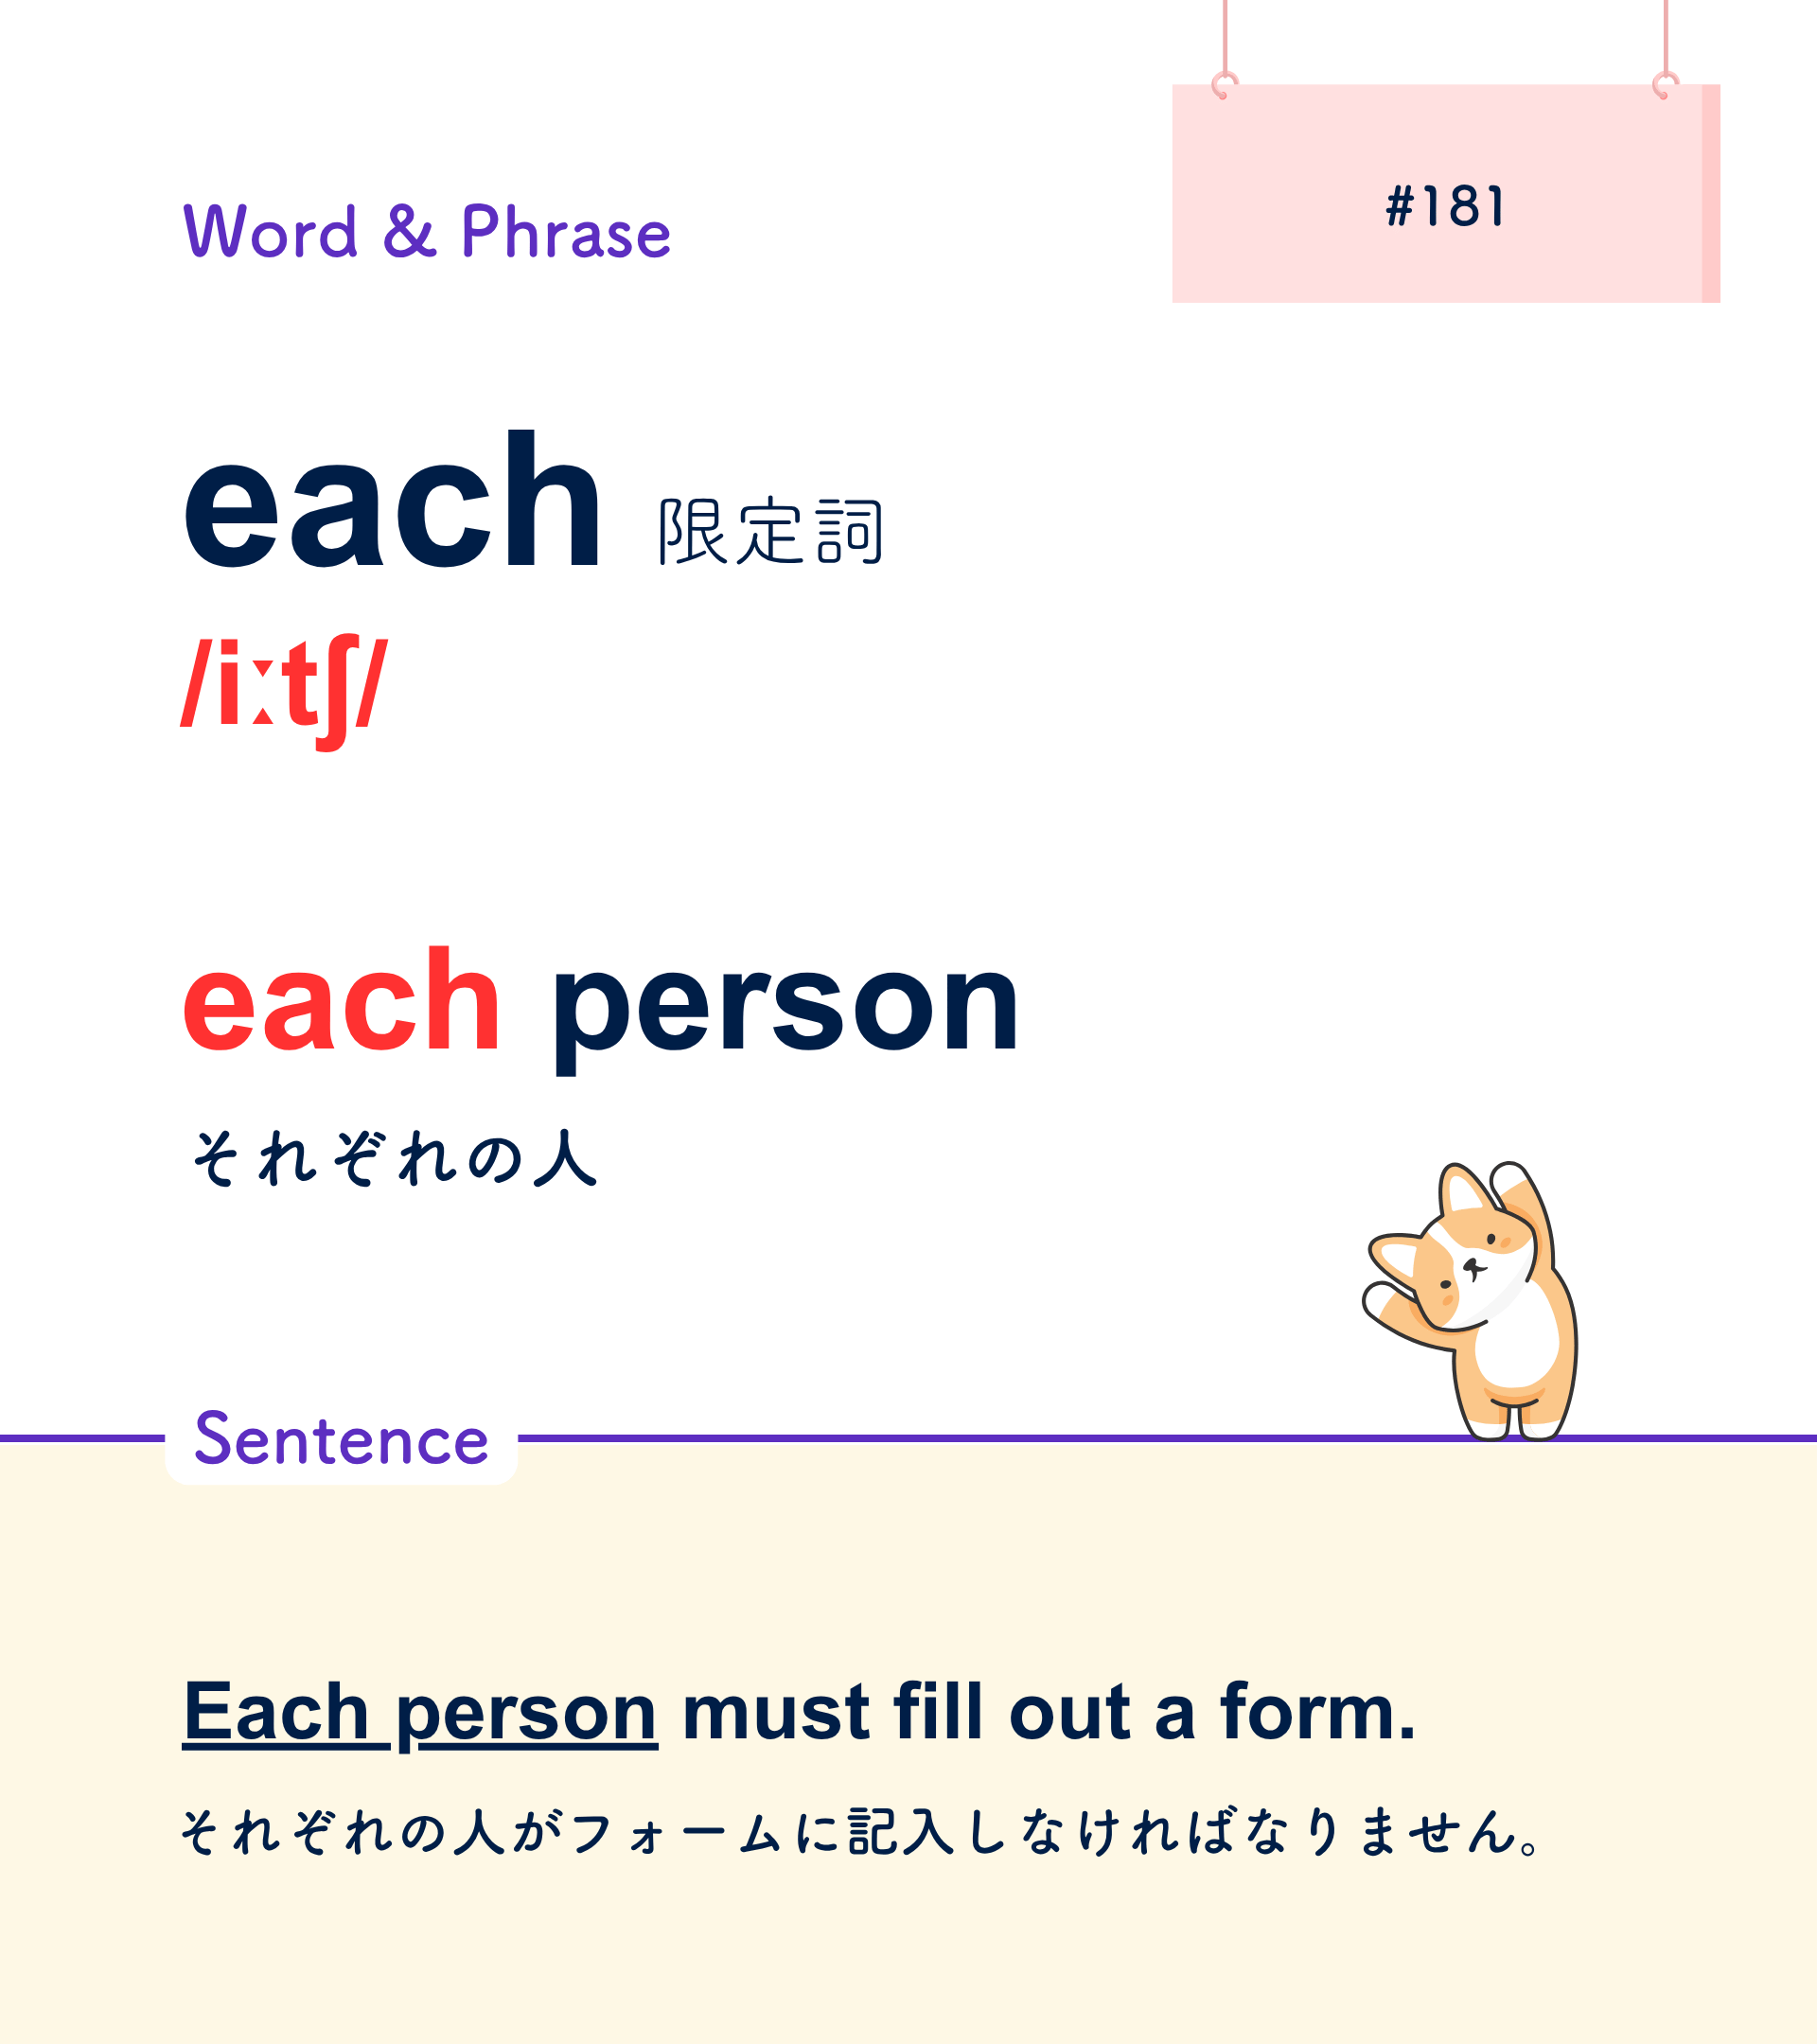 #181
Word & Phrase
each 限定詞
/iːtʃ/
each person
それぞれの人
Sentence
Each person must fill out a form.
それぞれの人がフォームに記入しなければなりません。